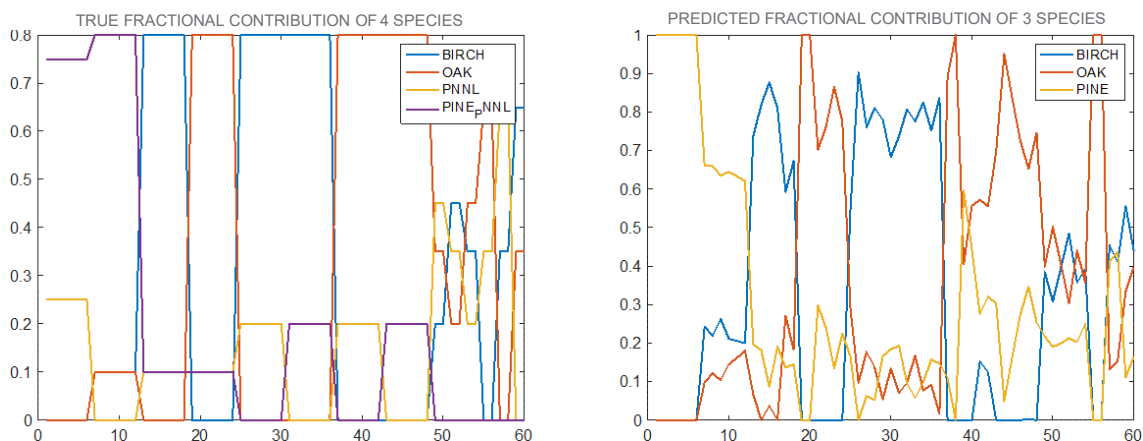 TRUE FRACTIONAL CONTRIBUTION OF 4 SPECIES
0.8
0.7
0.6
0.5
0.4
0.3
0.2
0.1
0
0 10 20 30 40 50 60
BIRCH
OAK
PNNL
PINE_PNNL
PREDICTED FRACTIONAL CONTRIBUTION OF 3 SPECIES
1
0.9
0.8
0.7
0.6
0.5
0.4
0.3
0.2
0.1
0
0 10 20 30 40 50 60
BIRCH
OAK
PINE